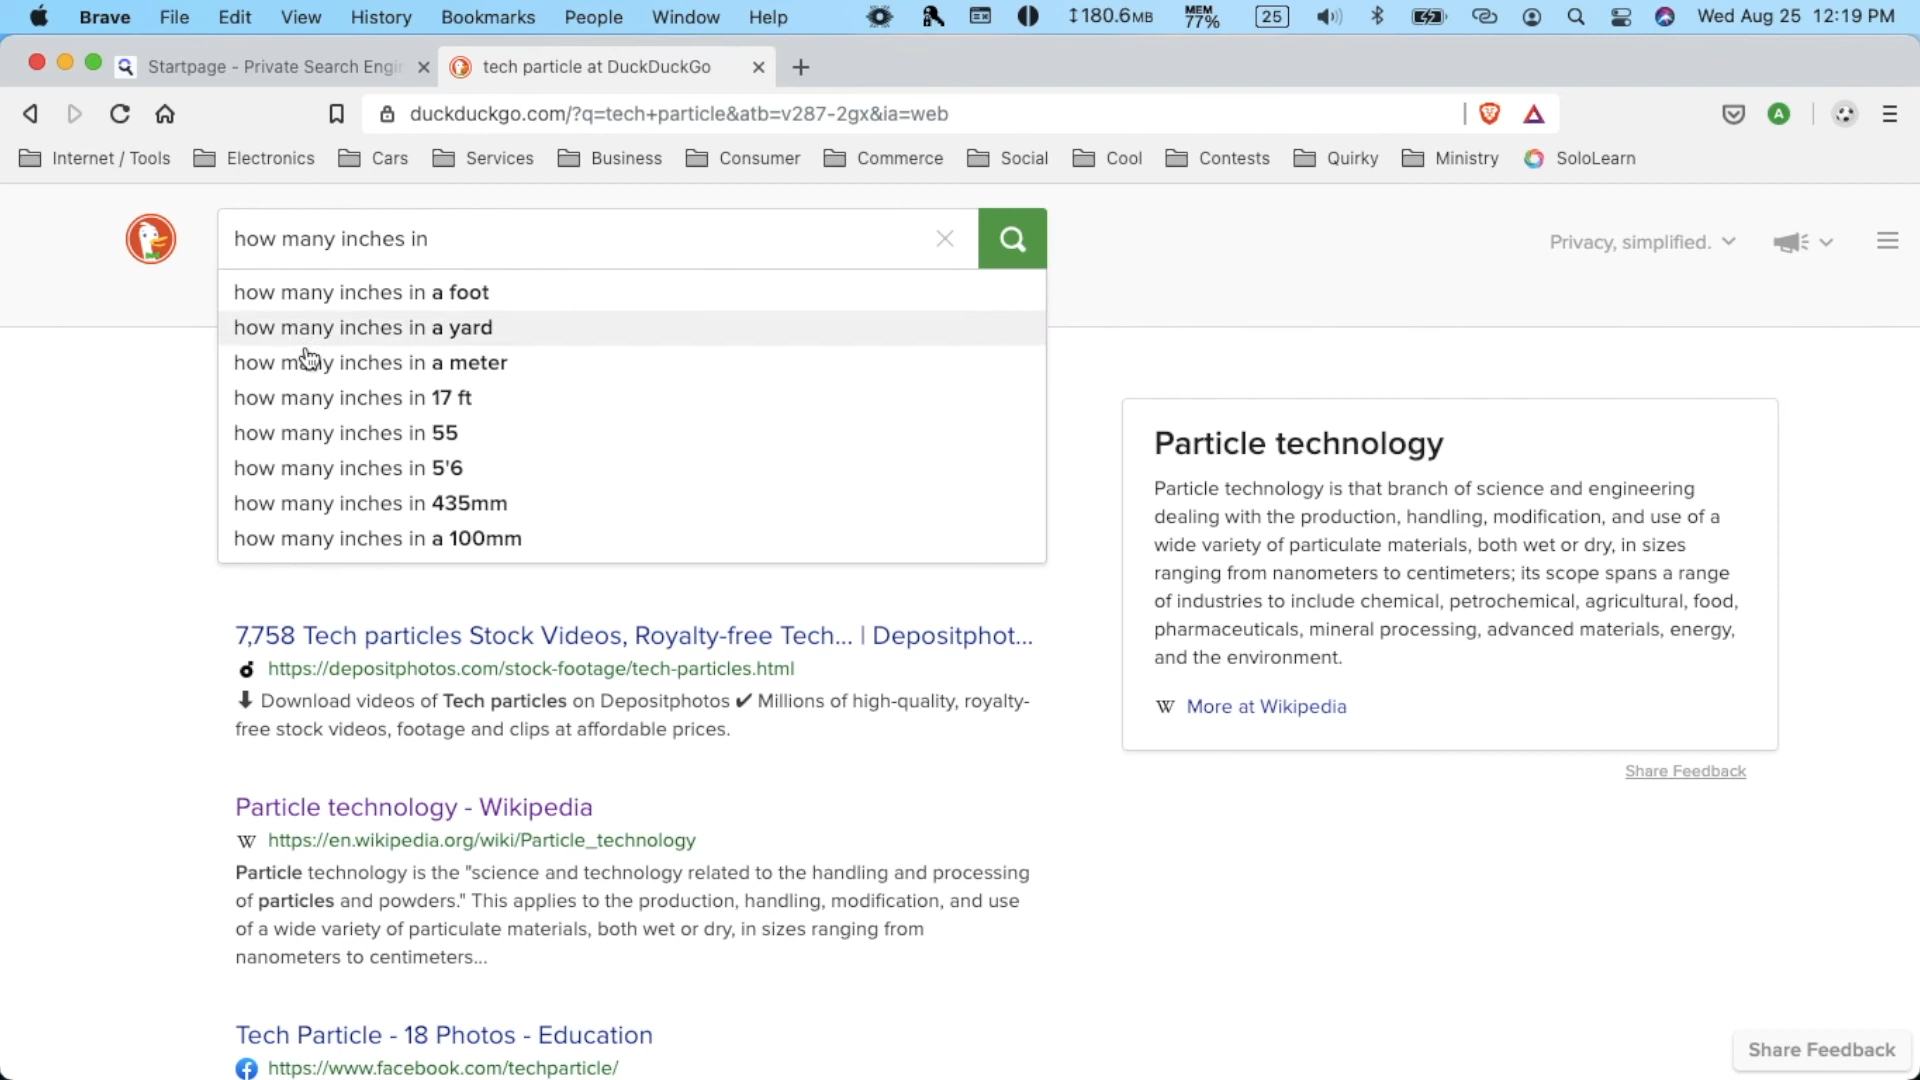 Brave File Edit View History Bookmarks People Window Help 180.6MB MEM 77% 25 Wed Aug 25 12:19 PM
Startpage - Private Search Engi tech particle at DuckDuckGo
duckduckgo.com/?q=tech+particle&atb=v287-2gx&ia=web A
Internet / Tools Electronics Cars Services Business Consumer Commerce Social Cool Contests Quirky Ministry SoloLearn
how many inches in
Privacy, simplified.
how many inches in a foot
how many inches in a yard
how many inches in a meter
how many inches in 17 ft
how many inches in 55
how many inches in 5'6
how many inches in 435mm
how many inches in a 100mm
7,758 Tech particles Stock Videos, Royalty-free Tech... | Depositphot...
https://depositphotos.com/stock-footage/tech-particles.html
⬇ Download videos of Tech particles on Depositphotos ✔ Millions of high-quality, royalty-
free stock videos, footage and clips at affordable prices.
Particle technology - Wikipedia
W https://en.wikipedia.org/wiki/Particle_technology
Particle technology is the "science and technology related to the handling and processing
of particles and powders." This applies to the production, handling, modification, and use
of a wide variety of particulate materials, both wet or dry, in sizes ranging from
nanometers to centimeters...
Tech Particle - 18 Photos - Education
https://www.facebook.com/techparticle/
Particle technology
Particle technology is that branch of science and engineering
dealing with the production, handling, modification, and use of a
wide variety of particulate materials, both wet or dry, in sizes
ranging from nanometers to centimeters; its scope spans a range
of industries to include chemical, petrochemical, agricultural, food,
pharmaceuticals, mineral processing, advanced materials, energy,
and the environment.
W More at Wikipedia
Share Feedback
Share Feedback